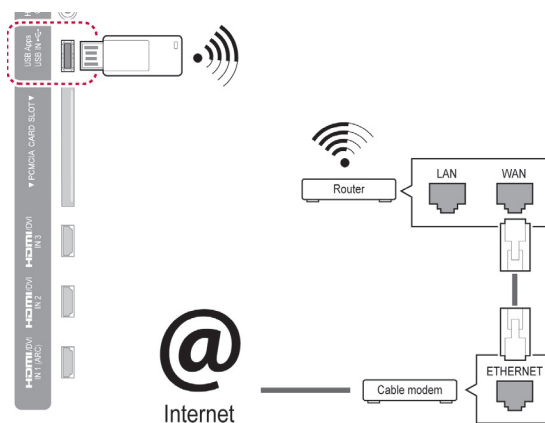 USB Apps
USB IN
▼ PCMCIA CARD SLOT ▼
HDMI/DVI
IN 3
HDMI/DVI
IN 2
HDMI/DVI
IN 1 (ARC)
Router
LAN
WAN
@
Internet
Cable modem
ETHERNET